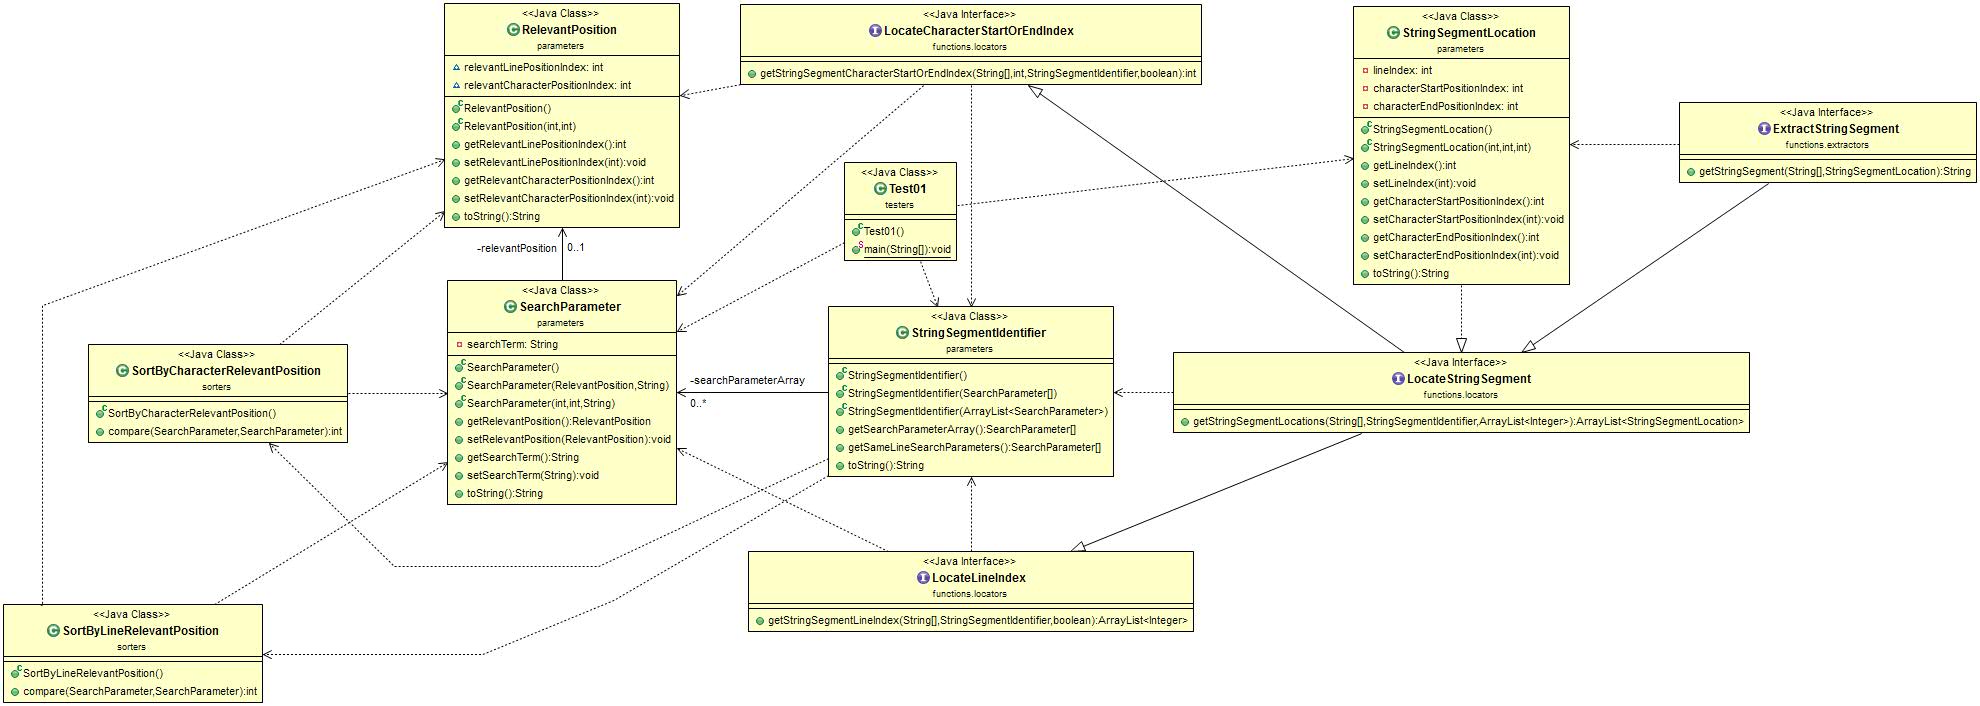 <<Java Class>>
RelevantPosition
parameters
relevantLinePositionIndex: int
relevantCharacterPositionIndex: int
RelevantPosition()
RelevantPosition(int,int)
getRelevantLinePositionIndex():int
setRelevantLinePositionIndex(int):void
getRelevantCharacterPositionIndex():int
setRelevantCharacterPositionIndex(int):void
toString():String
<<Java Interface>>
LocateCharacterStartOrEndIndex
functions.locators
getStringSegmentCharacterStartOrEndIndex(String[],int,StringSegmentIdentifier,boolean):int
<<Java Class>>
StringSegmentLocation
parameters
lineIndex: int
characterStartPositionIndex: int
characterEndPositionIndex: int
StringSegmentLocation()
StringSegmentLocation(int,int,int)
getLineIndex():int
setLineIndex(int):void
getCharacterStartPositionIndex():int
setCharacterStartPositionIndex(int):void
getCharacterEndPositionIndex():int
setCharacterEndPositionIndex(int):void
toString():String
<<Java Interface>>
ExtractStringSegment
functions.extractors
getStringSegment(String[],StringSegmentLocation):String
<<Java Class>>
Test01
testers
Test01()
main(String[]):void
-relevantPosition
0..1
<<Java Class>>
SearchParameter
parameters
searchTerm: String
SearchParameter()
SearchParameter(RelevantPosition,String)
SearchParameter(int,int,String)
getRelevantPosition():RelevantPosition
setRelevantPosition(RelevantPosition):void
getSearchTerm():String
setSearchTerm(String):void
toString():String
<<Java Class>>
StringSegmentIdentifier
parameters
StringSegmentIdentifier()
StringSegmentIdentifier(SearchParameter[])
StringSegmentIdentifier(ArrayList<SearchParameter>)
getSearchParameterArray():SearchParameter[]
getSameLineSearchParameters():SearchParameter[]
toString():String
-searchParameterArray
0..*
<<Java Class>>
SortByCharacterRelevantPosition
sorters
SortByCharacterRelevantPosition()
compare(SearchParameter,SearchParameter):int
<<Java Interface>>
LocateStringSegment
functions.locators
getStringSegmentLocations(String[],StringSegmentIdentifier,ArrayList<Integer>):ArrayList<StringSegmentLocation>
<<Java Interface>>
LocateLineIndex
functions.locators
getStringSegmentLineIndex(String[],StringSegmentIdentifier,boolean):ArrayList<Integer>
<<Java Class>>
SortByLineRelevantPosition
sorters
SortByLineRelevantPosition()
compare(SearchParameter,SearchParameter):int